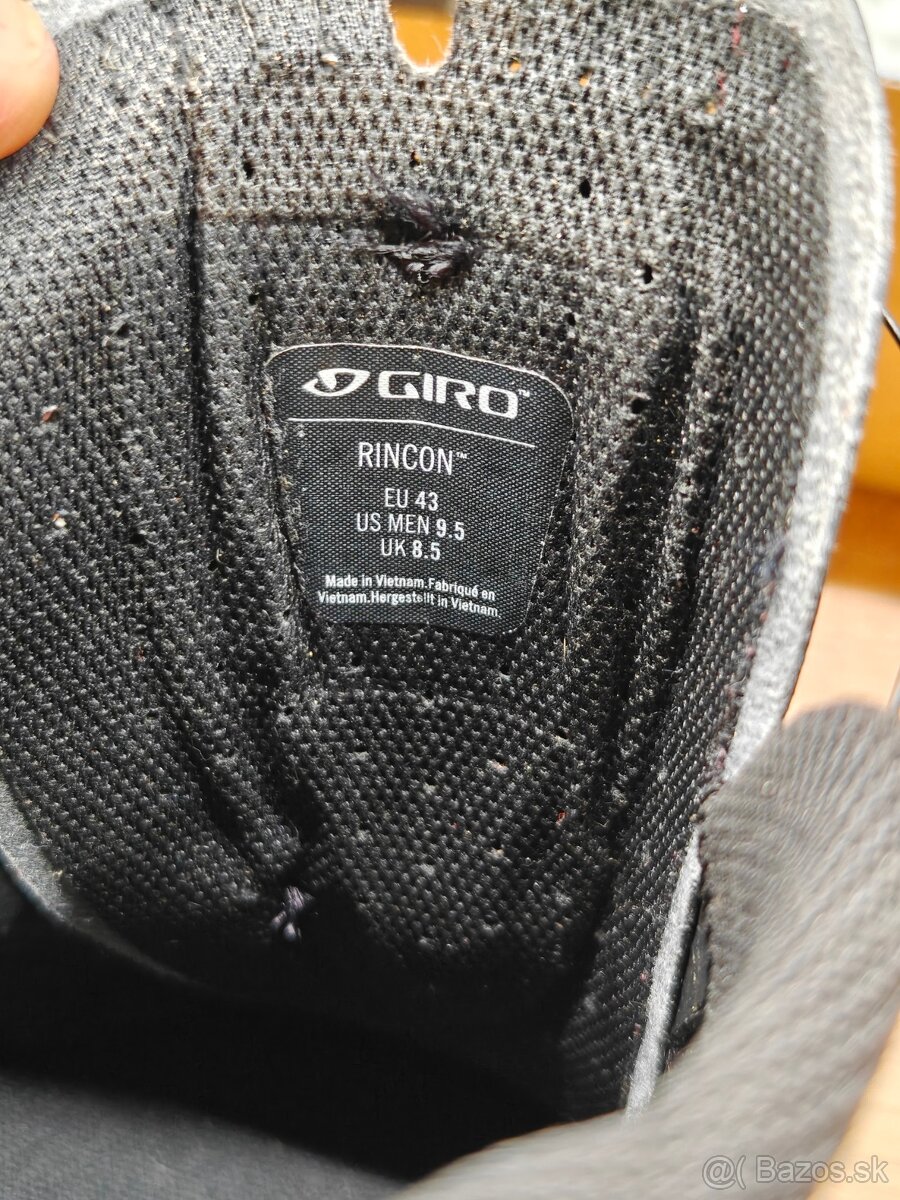 GIRO™
RINCON™
EU 43
US MEN 9.5
UK 8.5
Made in Vietnam.Fabriqué en
Vietnam.Hergestellt in Vietnam
@( Bazos.sk